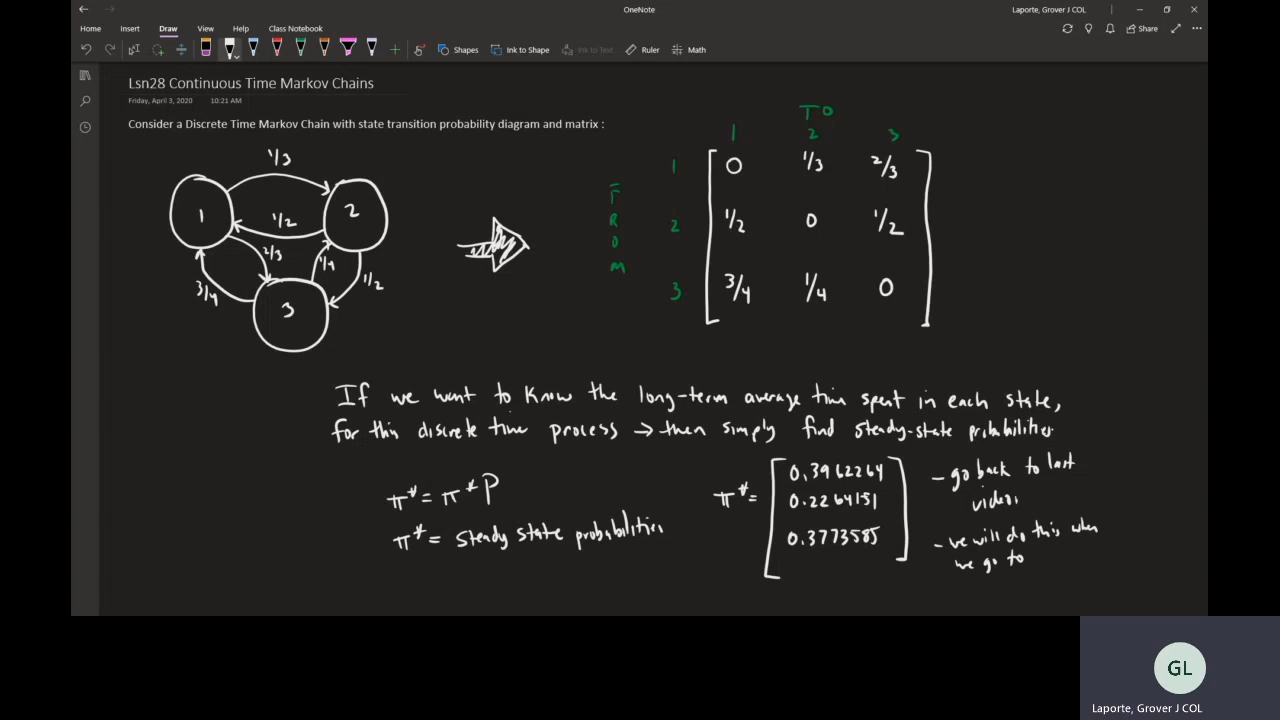 OneNote
Laporte, Grover J COL
Home Insert Draw View Help Class Notebook
Share
Shapes Ink to Shape Ink to Text Ruler Math
Lsn28 Continuous Time Markov Chains
Friday, April 3, 2020 10:21 AM
Consider a Discrete Time Markov Chain with state transition probability diagram and matrix :
TO
1 2 3
FROM
1 0 1/3 2/3
2 1/2 0 1/2
3 3/4 1/4 0
1/3
1 1/2 2
2/3 1/4 1/2
3/4 3
If we want to know the long-term average time spent in each state,
for this discrete time process → then simply find steady-state probabilities.
π* = π* P
π* = steady state probabilities
π* =
0.3962264
0.2264151
0.3773585
- go back to last
video.
- we will do this when
we go to
GL
Laporte, Grover J COL